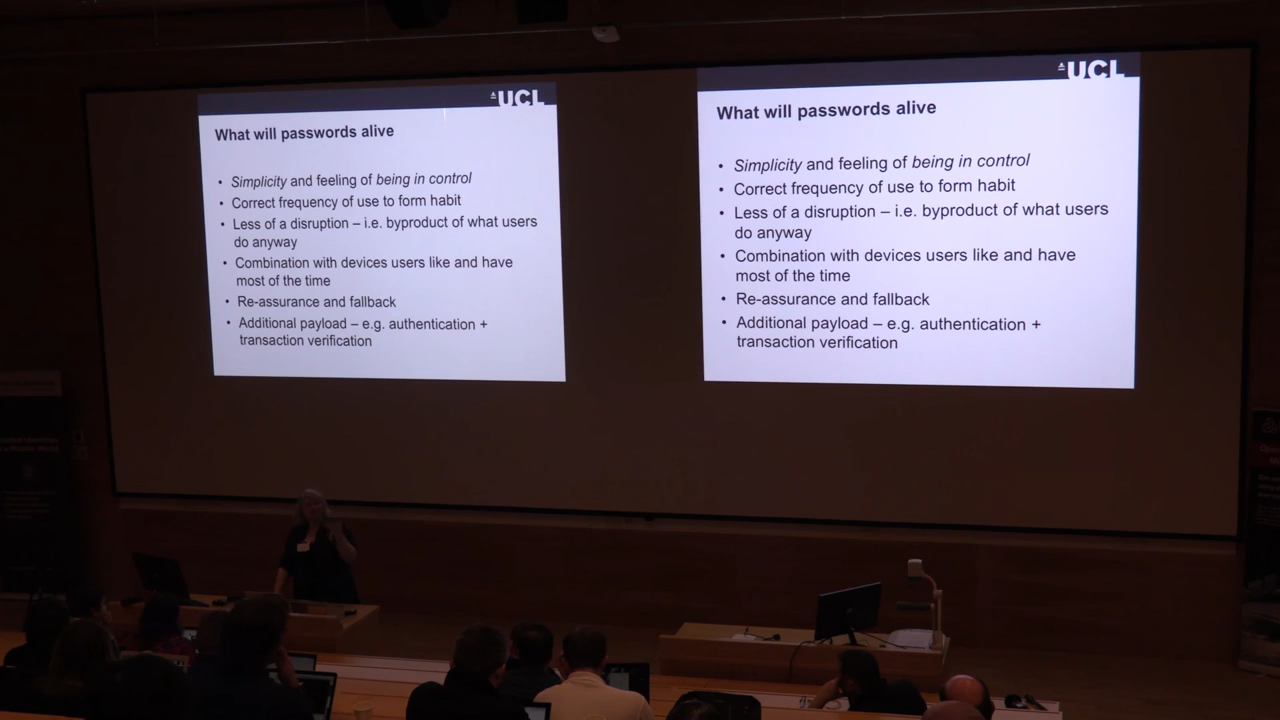 UCL
What will passwords alive
• Simplicity and feeling of being in control
• Correct frequency of use to form habit
• Less of a disruption – i.e. byproduct of what users
do anyway
• Combination with devices users like and have
most of the time
• Re-assurance and fallback
• Additional payload – e.g. authentication +
transaction verification
UCL
What will passwords alive
• Simplicity and feeling of being in control
• Correct frequency of use to form habit
• Less of a disruption – i.e. byproduct of what users
do anyway
• Combination with devices users like and have
most of the time
• Re-assurance and fallback
• Additional payload – e.g. authentication +
transaction verification